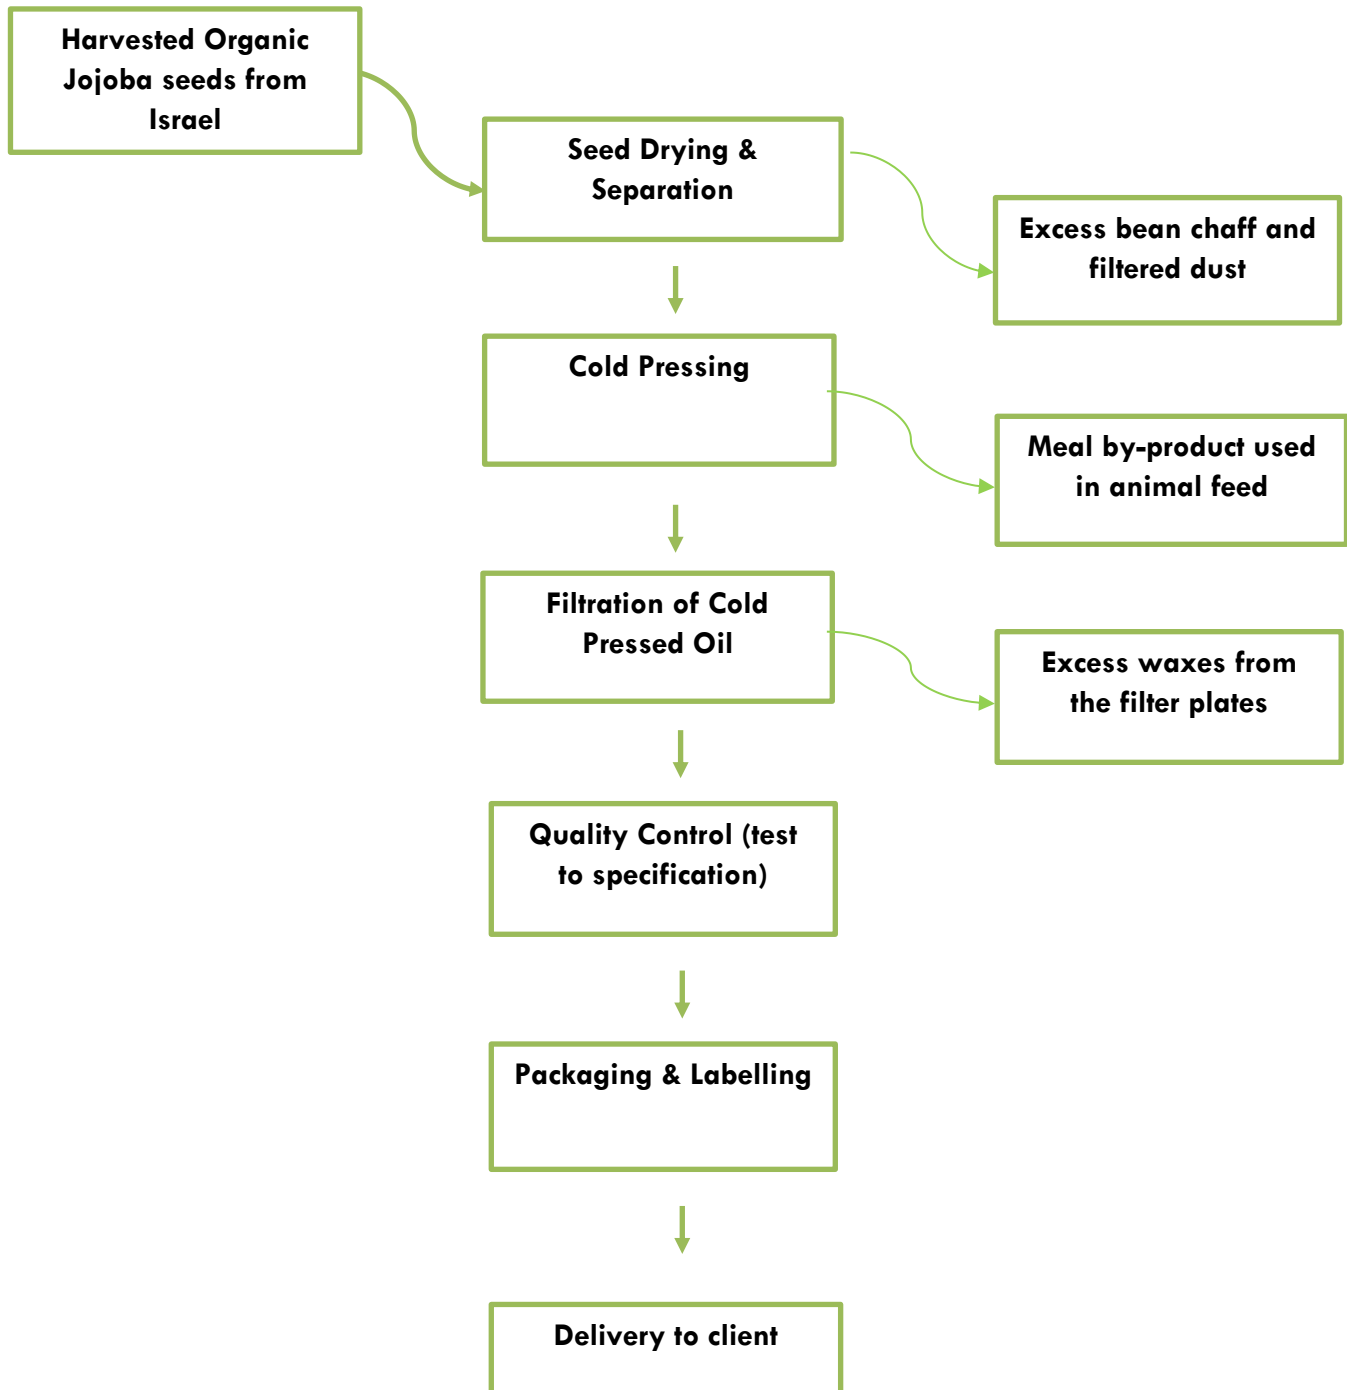 Harvested Organic
Jojoba seeds from
Israel
Seed Drying &
Separation
Excess bean chaff and
filtered dust
Cold Pressing
Meal by-product used
in animal feed
Filtration of Cold
Pressed Oil
Excess waxes from
the filter plates
Quality Control (test
to specification)
Packaging & Labelling
Delivery to client